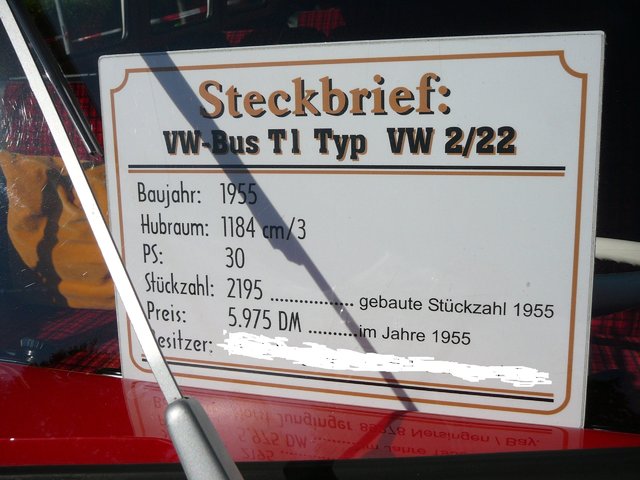 Steckbrief:
VW-Bus T1 Typ VW 2/22
Baujahr: 1955
Hubraum: 1184 cm/3
PS: 30
Stückzahl: 2195 ................. gebaute Stückzahl 1955
Preis: 5.975 DM ..........im Jahre 1955
esitzer: